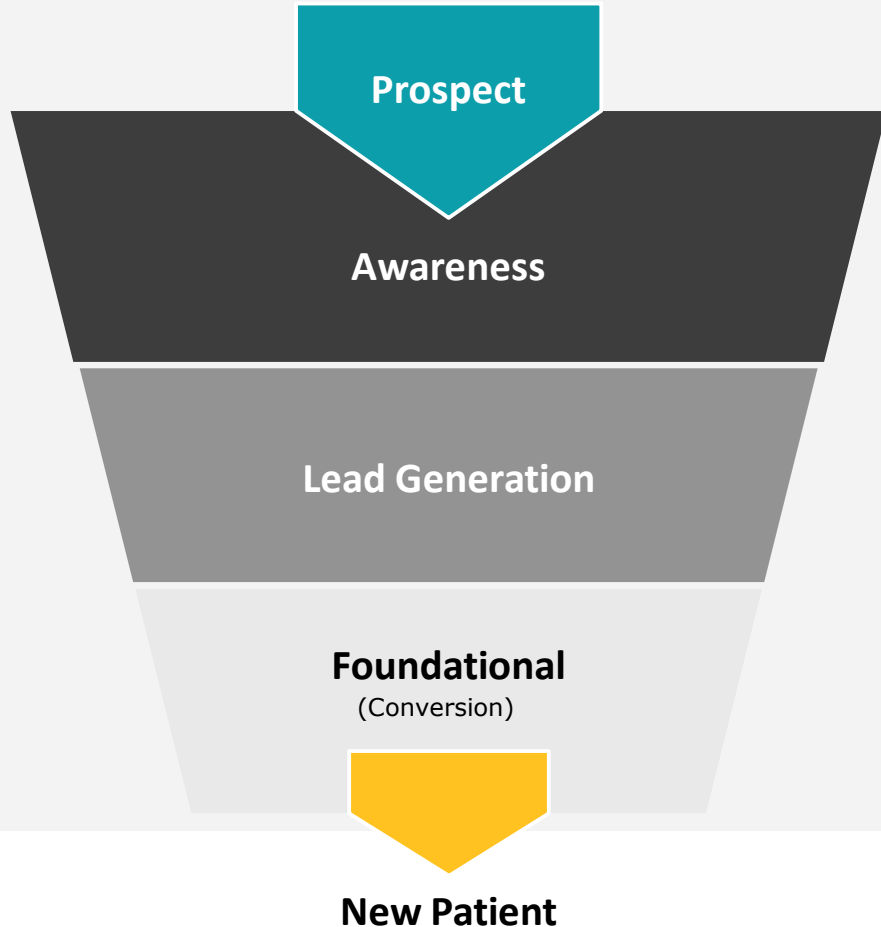 Prospect
Awareness
Lead Generation
Foundational
(Conversion)
New Patient